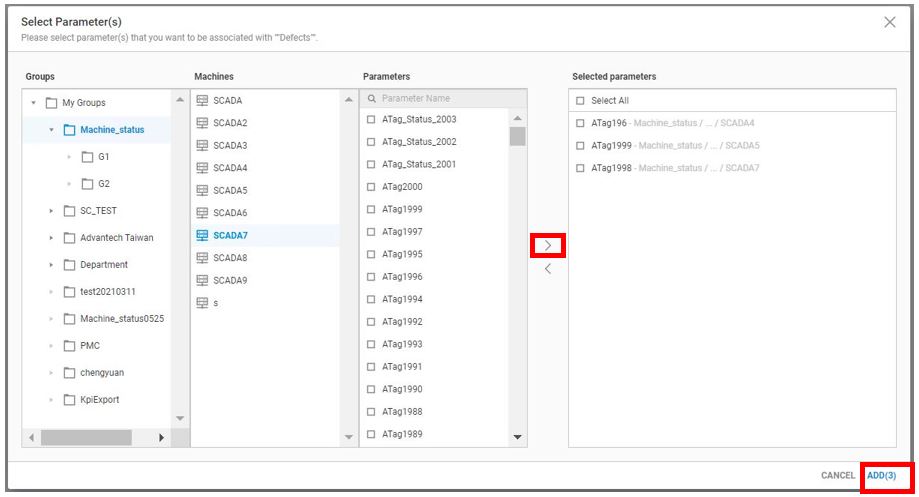 Select Parameter(s)
Please select parameter(s) that you want to be associated with ""Defects"".
Groups
My Groups
Machine_status
G1
G2
SC_TEST
Advantech Taiwan
Department
test20210311
Machine_status0525
PMC
chengyuan
KpiExport
Machines
SCADA
SCADA2
SCADA3
SCADA4
SCADA5
SCADA6
SCADA7
SCADA8
SCADA9
s
Parameters
Parameter Name
ATag_Status_2003
ATag_Status_2002
ATag_Status_2001
ATag2000
ATag1999
ATag1997
ATag1995
ATag1996
ATag1994
ATag1992
ATag1993
ATag1991
ATag1990
ATag1988
ATag1989
Selected parameters
Select All
ATag196 - Machine_status / ... / SCADA4
ATag1999 - Machine_status / ... / SCADA5
ATag1998 - Machine_status / ... / SCADA7
CANCEL ADD(3)